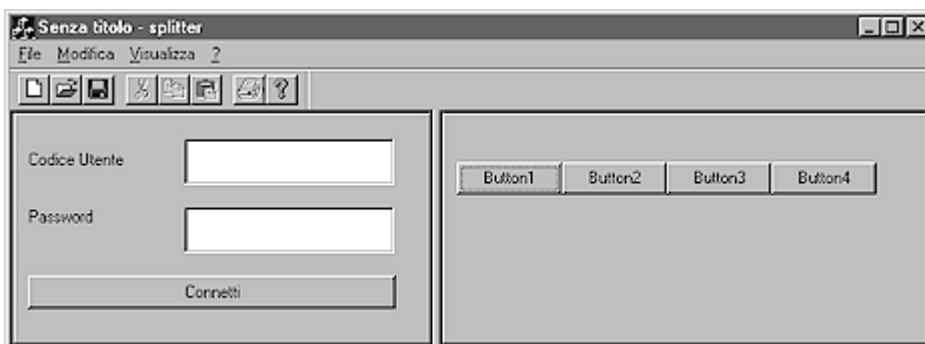 Senza titolo - splitter
File Modifica Visualizza ?
Codice Utente
Password
Connetti
Button1 Button2 Button3 Button4